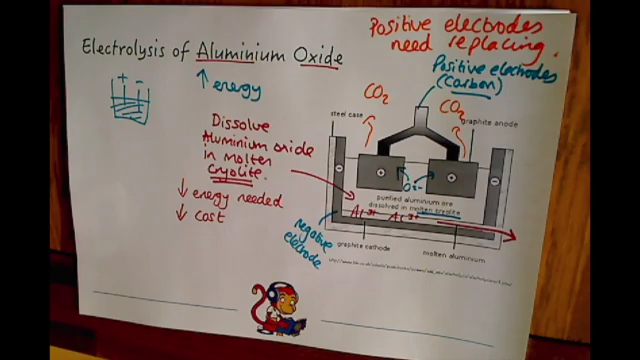 Positive electrodes
need replacing.
Electrolysis of Aluminium Oxide
↑ energy
+ -
Positive electrodes
(Carbon)
CO2
CO2
steel case
graphite anode
Dissolve
Aluminium oxide
in molten
Cryolite.
↓ energy needed
↓ cost
+
+
O2-
-
-
purified aluminium ore
dissolved in molten cryolite
Al3+ Al3+
negative
electrode
graphite cathode
molten aluminium